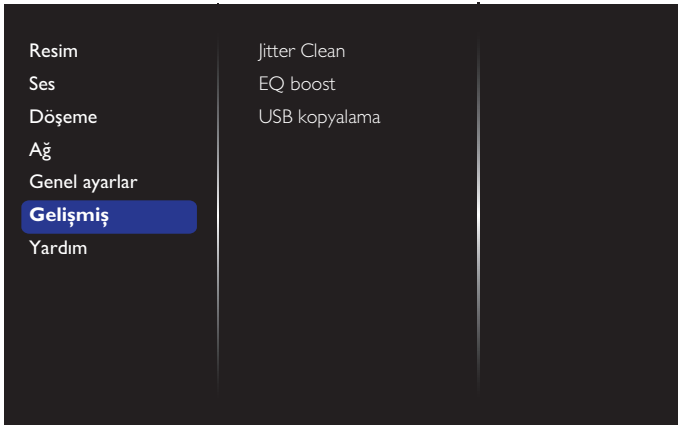 Resim
Ses
Döşeme
Ağ
Genel ayarlar
Gelişmiş
Yardım
Jitter Clean
EQ boost
USB kopyalama